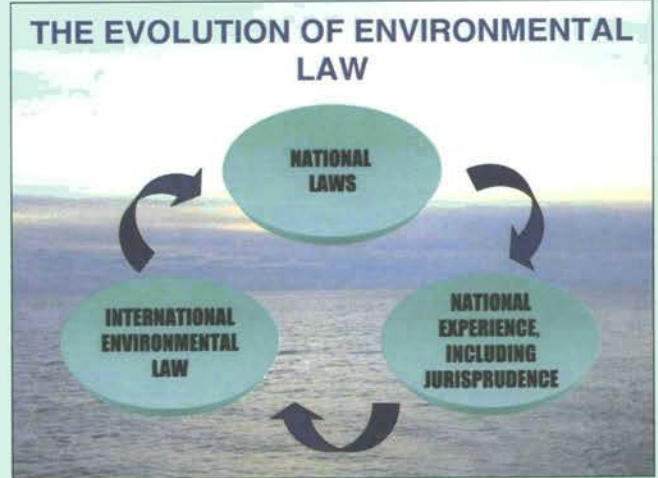 THE EVOLUTION OF ENVIRONMENTAL
LAW
NATIONAL
LAWS
INTERNATIONAL
ENVIRONMENTAL
LAW
NATIONAL
EXPERIENCE,
INCLUDING
JURISPRUDENCE